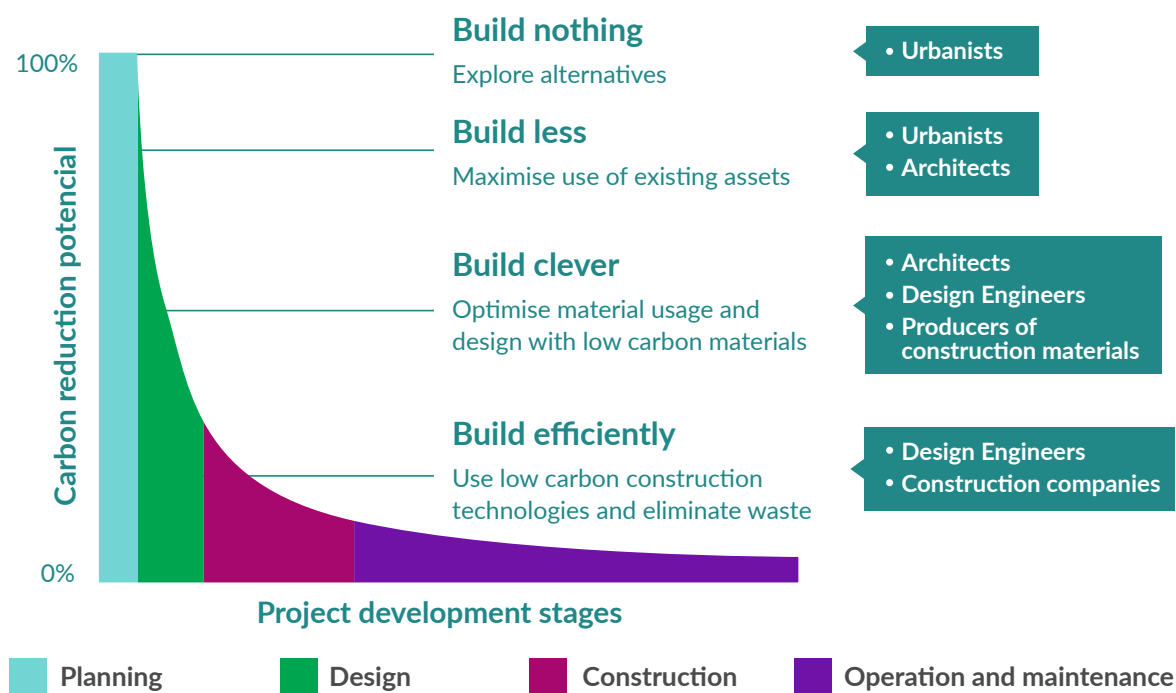 100%
Carbon reduction potencial
0%
Build nothing
Explore alternatives
• Urbanists
Build less
Maximise use of existing assets
• Urbanists
• Architects
Build clever
Optimise material usage and
design with low carbon materials
• Architects
• Design Engineers
• Producers of
construction materials
Build efficiently
Use low carbon construction
technologies and eliminate waste
• Design Engineers
• Construction companies
Project development stages
Planning
Design
Construction
Operation and maintenance